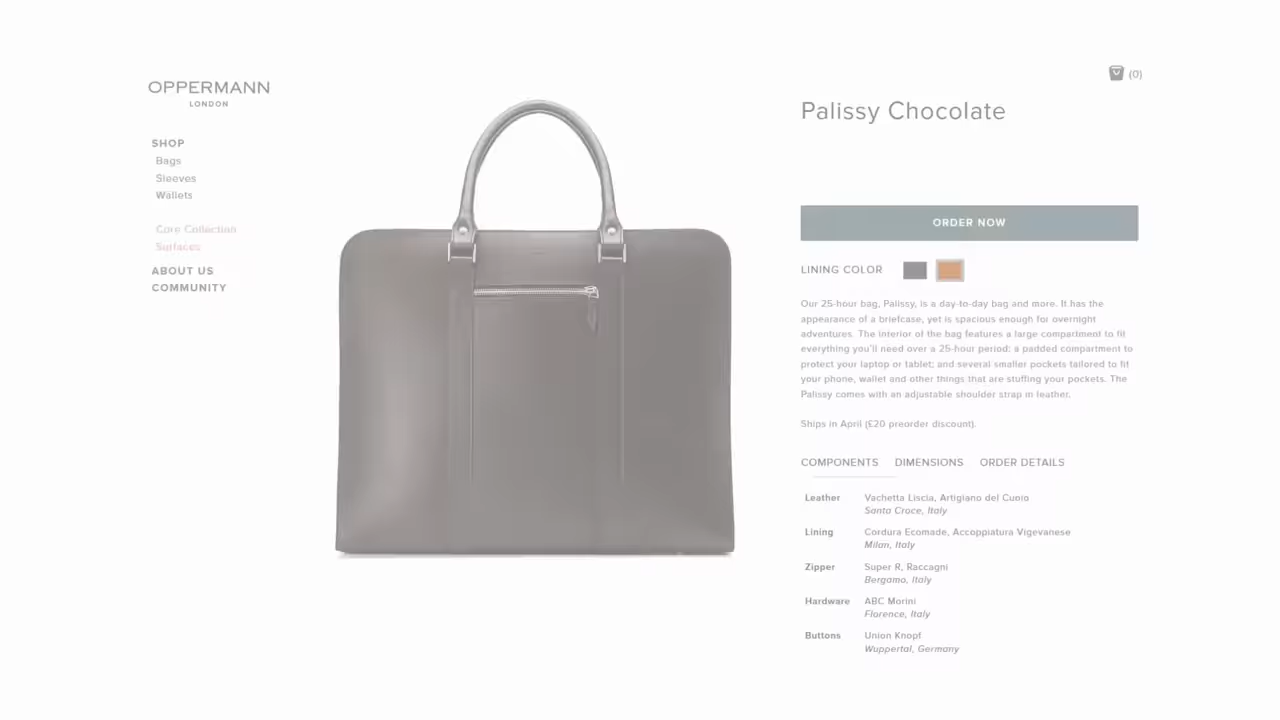 OPPERMANN
LONDON
SHOP
Bags
Sleeves
Wallets
Core Collection
Surfaces
ABOUT US
COMMUNITY
(0)
Palissy Chocolate
ORDER NOW
LINING COLOR
Our 25-hour bag, Palissy, is a day-to-day bag and more. It has the
appearance of a briefcase, yet is spacious enough for overnight
adventures. The interior of the bag features a large compartment to fit
everything you'll need over a 25-hour period: a padded compartment to
protect your laptop or tablet; and several smaller pockets tailored to fit
your phone, wallet and other things that are stuffing your pockets. The
Palissy comes with an adjustable shoulder strap in leather.
Ships in April (£20 preorder discount).
COMPONENTS DIMENSIONS ORDER DETAILS
Leather Vachetta Liscia, Artigiano del Cuoio
Santa Croce, Italy
Lining Cordura Ecomade, Accoppiatura Vigevanese
Milan, Italy
Zipper Super R, Raccagni
Bergamo, Italy
Hardware ABC Morini
Florence, Italy
Buttons Union Knopf
Wuppertal, Germany